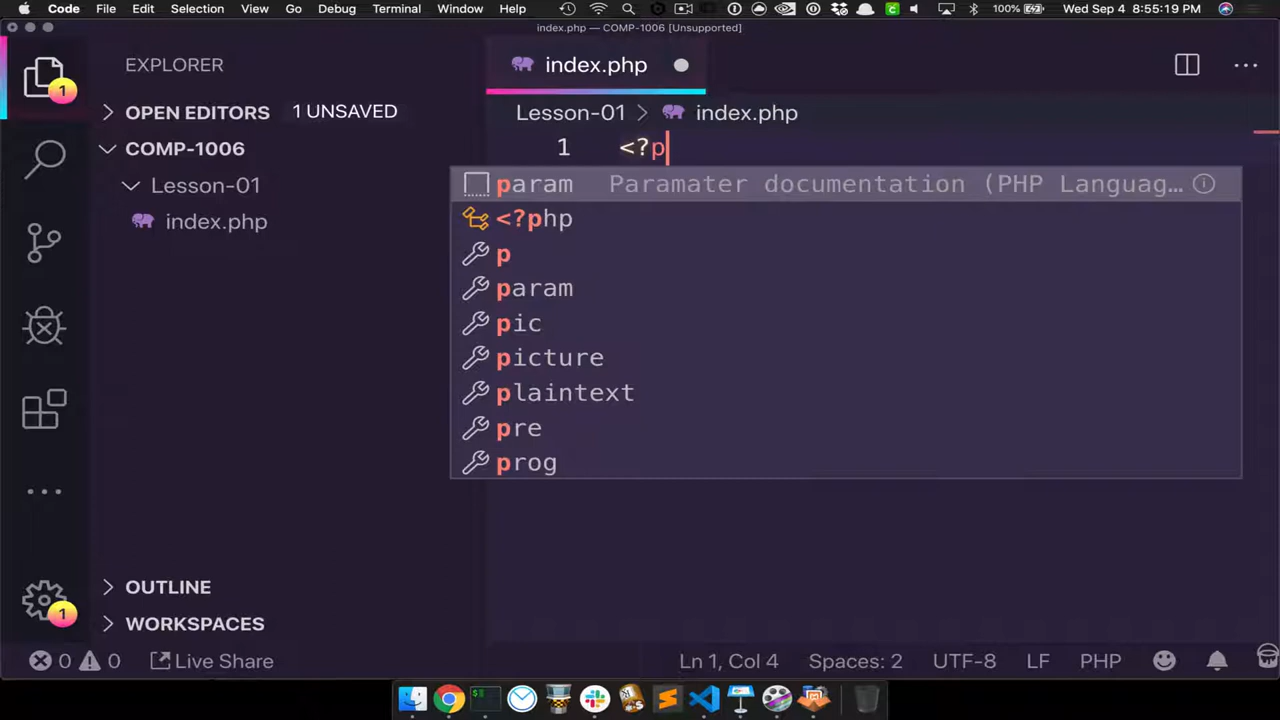 Code File Edit Selection View Go Debug Terminal Window Help 100% Wed Sep 4 8:55:19 PM
index.php — COMP-1006 [Unsupported]
EXPLORER
index.php
1
OPEN EDITORS 1 UNSAVED
Lesson-01 > index.php
COMP-1006
1 <?p
Lesson-01
param Paramater documentation (PHP Languag…
index.php
<?php
p
param
pic
picture
plaintext
pre
prog
OUTLINE
1
WORKSPACES
0 0 Live Share Ln 1, Col 4 Spaces: 2 UTF-8 LF PHP